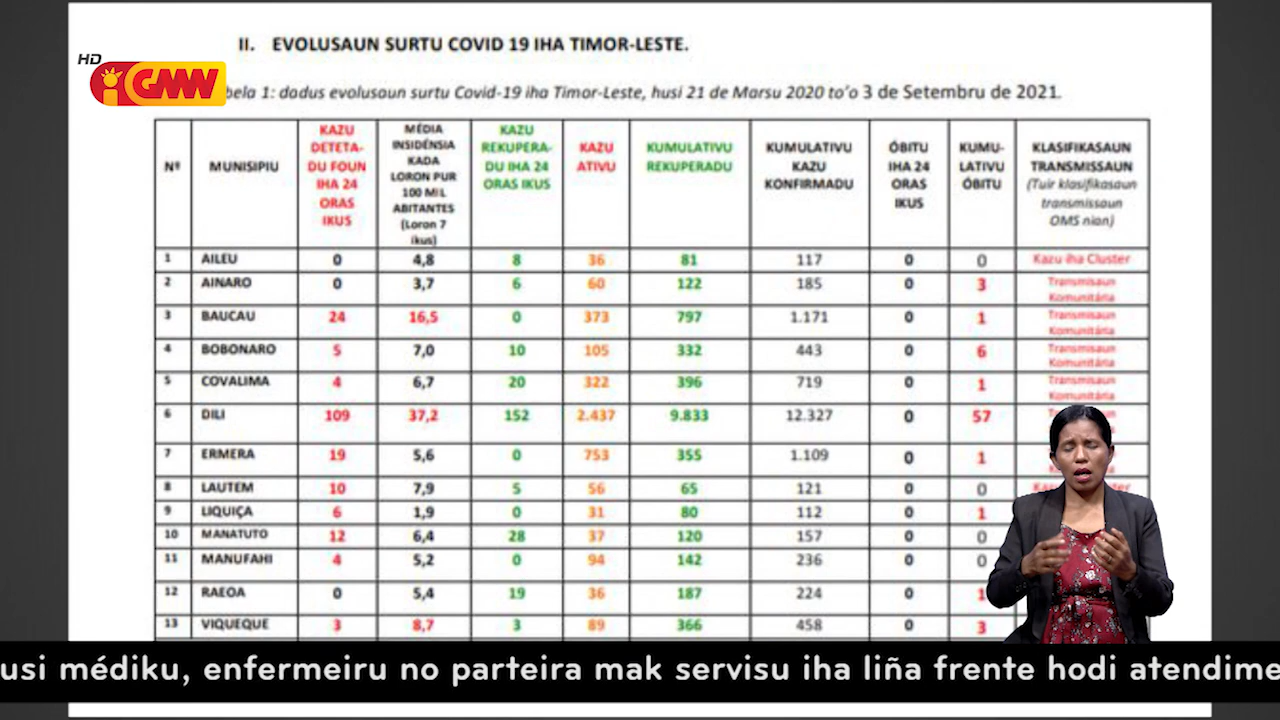 II. EVOLUSAUN SURTU COVID 19 IHA TIMOR-LESTE.
HD
GMN
bela 1: dadus evolusaun surtu Covid-19 iha Timor-Leste, husi 21 de Marsu 2020 to'o 3 de Setembru de 2021.
Nº MUNISIPIU KAZU DETETA-DU FOUN IHA 24 ORAS IKUS MÉDIA INSIDÉNSIA KADA LORON PUR 100 MIL ABITANTES (Loron 7 ikus) KAZU REKUPERA-DU IHA 24 ORAS IKUS KAZU ATIVU KUMULATIVU REKUPERADU KUMULATIVU KAZU KONFIRMADU ÓBITU IHA 24 ORAS IKUS KUMU-LATIVU ÓBITU KLASIFIKASAUN TRANSMISSAUN (Tuir klasifikasaun transmissaun OMS nian)
1 AILEU 0 4,8 8 36 81 117 0 0 Kazu iha Cluster
2 AINARO 0 3,7 6 60 122 185 0 3 Transmisaun Komunitária
3 BAUCAU 24 16,5 0 373 797 1.171 0 1 Transmisaun Komunitária
4 BOBONARO 5 7,0 10 105 332 443 0 6 Transmisaun Komunitária
5 COVALIMA 4 6,7 20 322 396 719 0 1 Transmisaun Komunitária
6 DILI 109 37,2 152 2.437 9.833 12.327 0 57
7 ERMERA 19 5,6 0 753 355 1.109 0 1
8 LAUTEM 10 7,9 5 56 65 121 0 0
9 LIQUIÇA 6 1,9 0 31 80 112 0 1
10 MANATUTO 12 6,4 28 37 120 157 0 0
11 MANUFAHI 4 5,2 0 94 142 236 0 0
12 RAEOA 0 5,4 19 36 187 224 0 1
13 VIQUEQUE 3 8,7 3 89 366 458 0 3
usi médiku, enfermeiru no parteira mak servisu iha liña frente hodi atendime